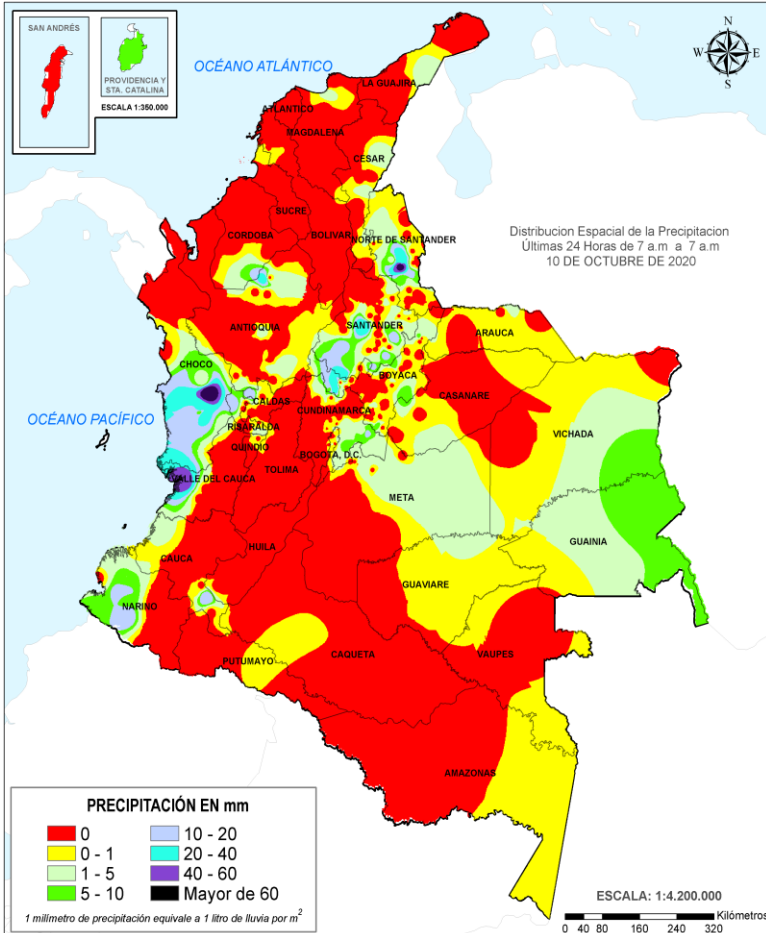 SAN ANDRÉS
PROVIDENCIA Y
STA. CATALINA
ESCALA 1:350.000
OCÉANO ATLÁNTICO
N
W
E
S
LA GUAJIRA
ATLANTICO
MAGDALENA
CESAR
SUCRE
CORDOBA
BOLIVAR
NORTE DE SANTANDER
Distribucion Espacial de la Precipitacion
Últimas 24 Horas de 7 a.m a 7 a.m
10 DE OCTUBRE DE 2020
ANTIOQUIA
SANTANDER
ARAUCA
CHOCO
BOYACA
CASANARE
CALDAS
CUNDINAMARCA
OCÉANO PACÍFICO
RISARALDA
VICHADA
QUINDIO
BOGOTA, D.C.
TOLIMA
VALLE DEL CAUCA
META
GUAINIA
CAUCA
HUILA
GUAVIARE
NARIÑO
PUTUMAYO
CAQUETA
VAUPES
AMAZONAS
PRECIPITACIÓN EN mm
0
10 - 20
0 - 1
20 - 40
1 - 5
40 - 60
5 - 10
Mayor de 60
1 milímetro de precipitación equivale a 1 litro de lluvia por m²
ESCALA: 1:4.200.000
Kilómetros
0 40 80 160 240 320